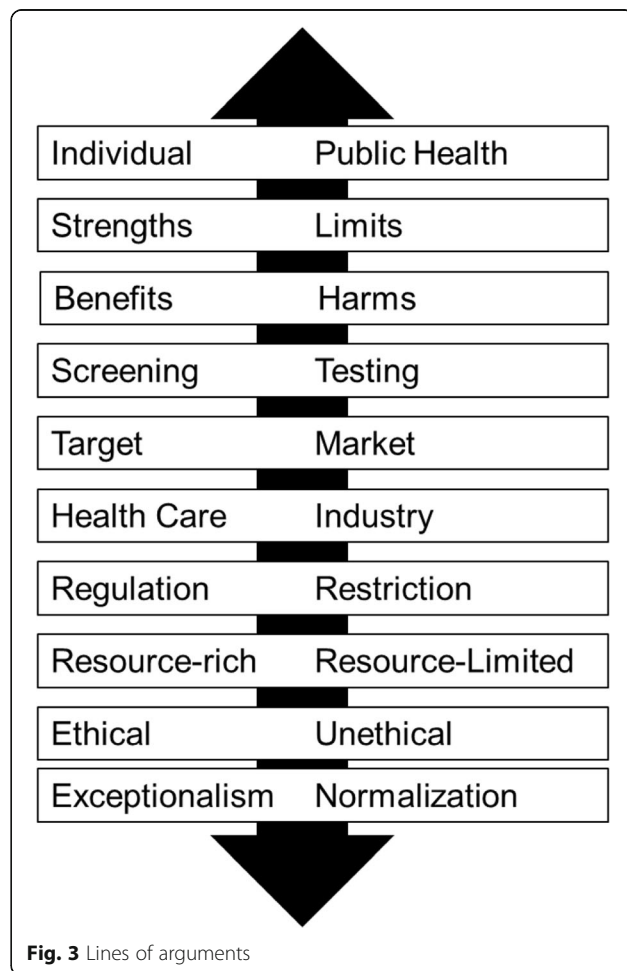 Individual Public Health
Strengths Limits
Benefits Harms
Screening Testing
Target Market
Health Care Industry
Regulation Restriction
Resource-rich Resource-Limited
Ethical Unethical
Exceptionalism Normalization
Fig. 3 Lines of arguments